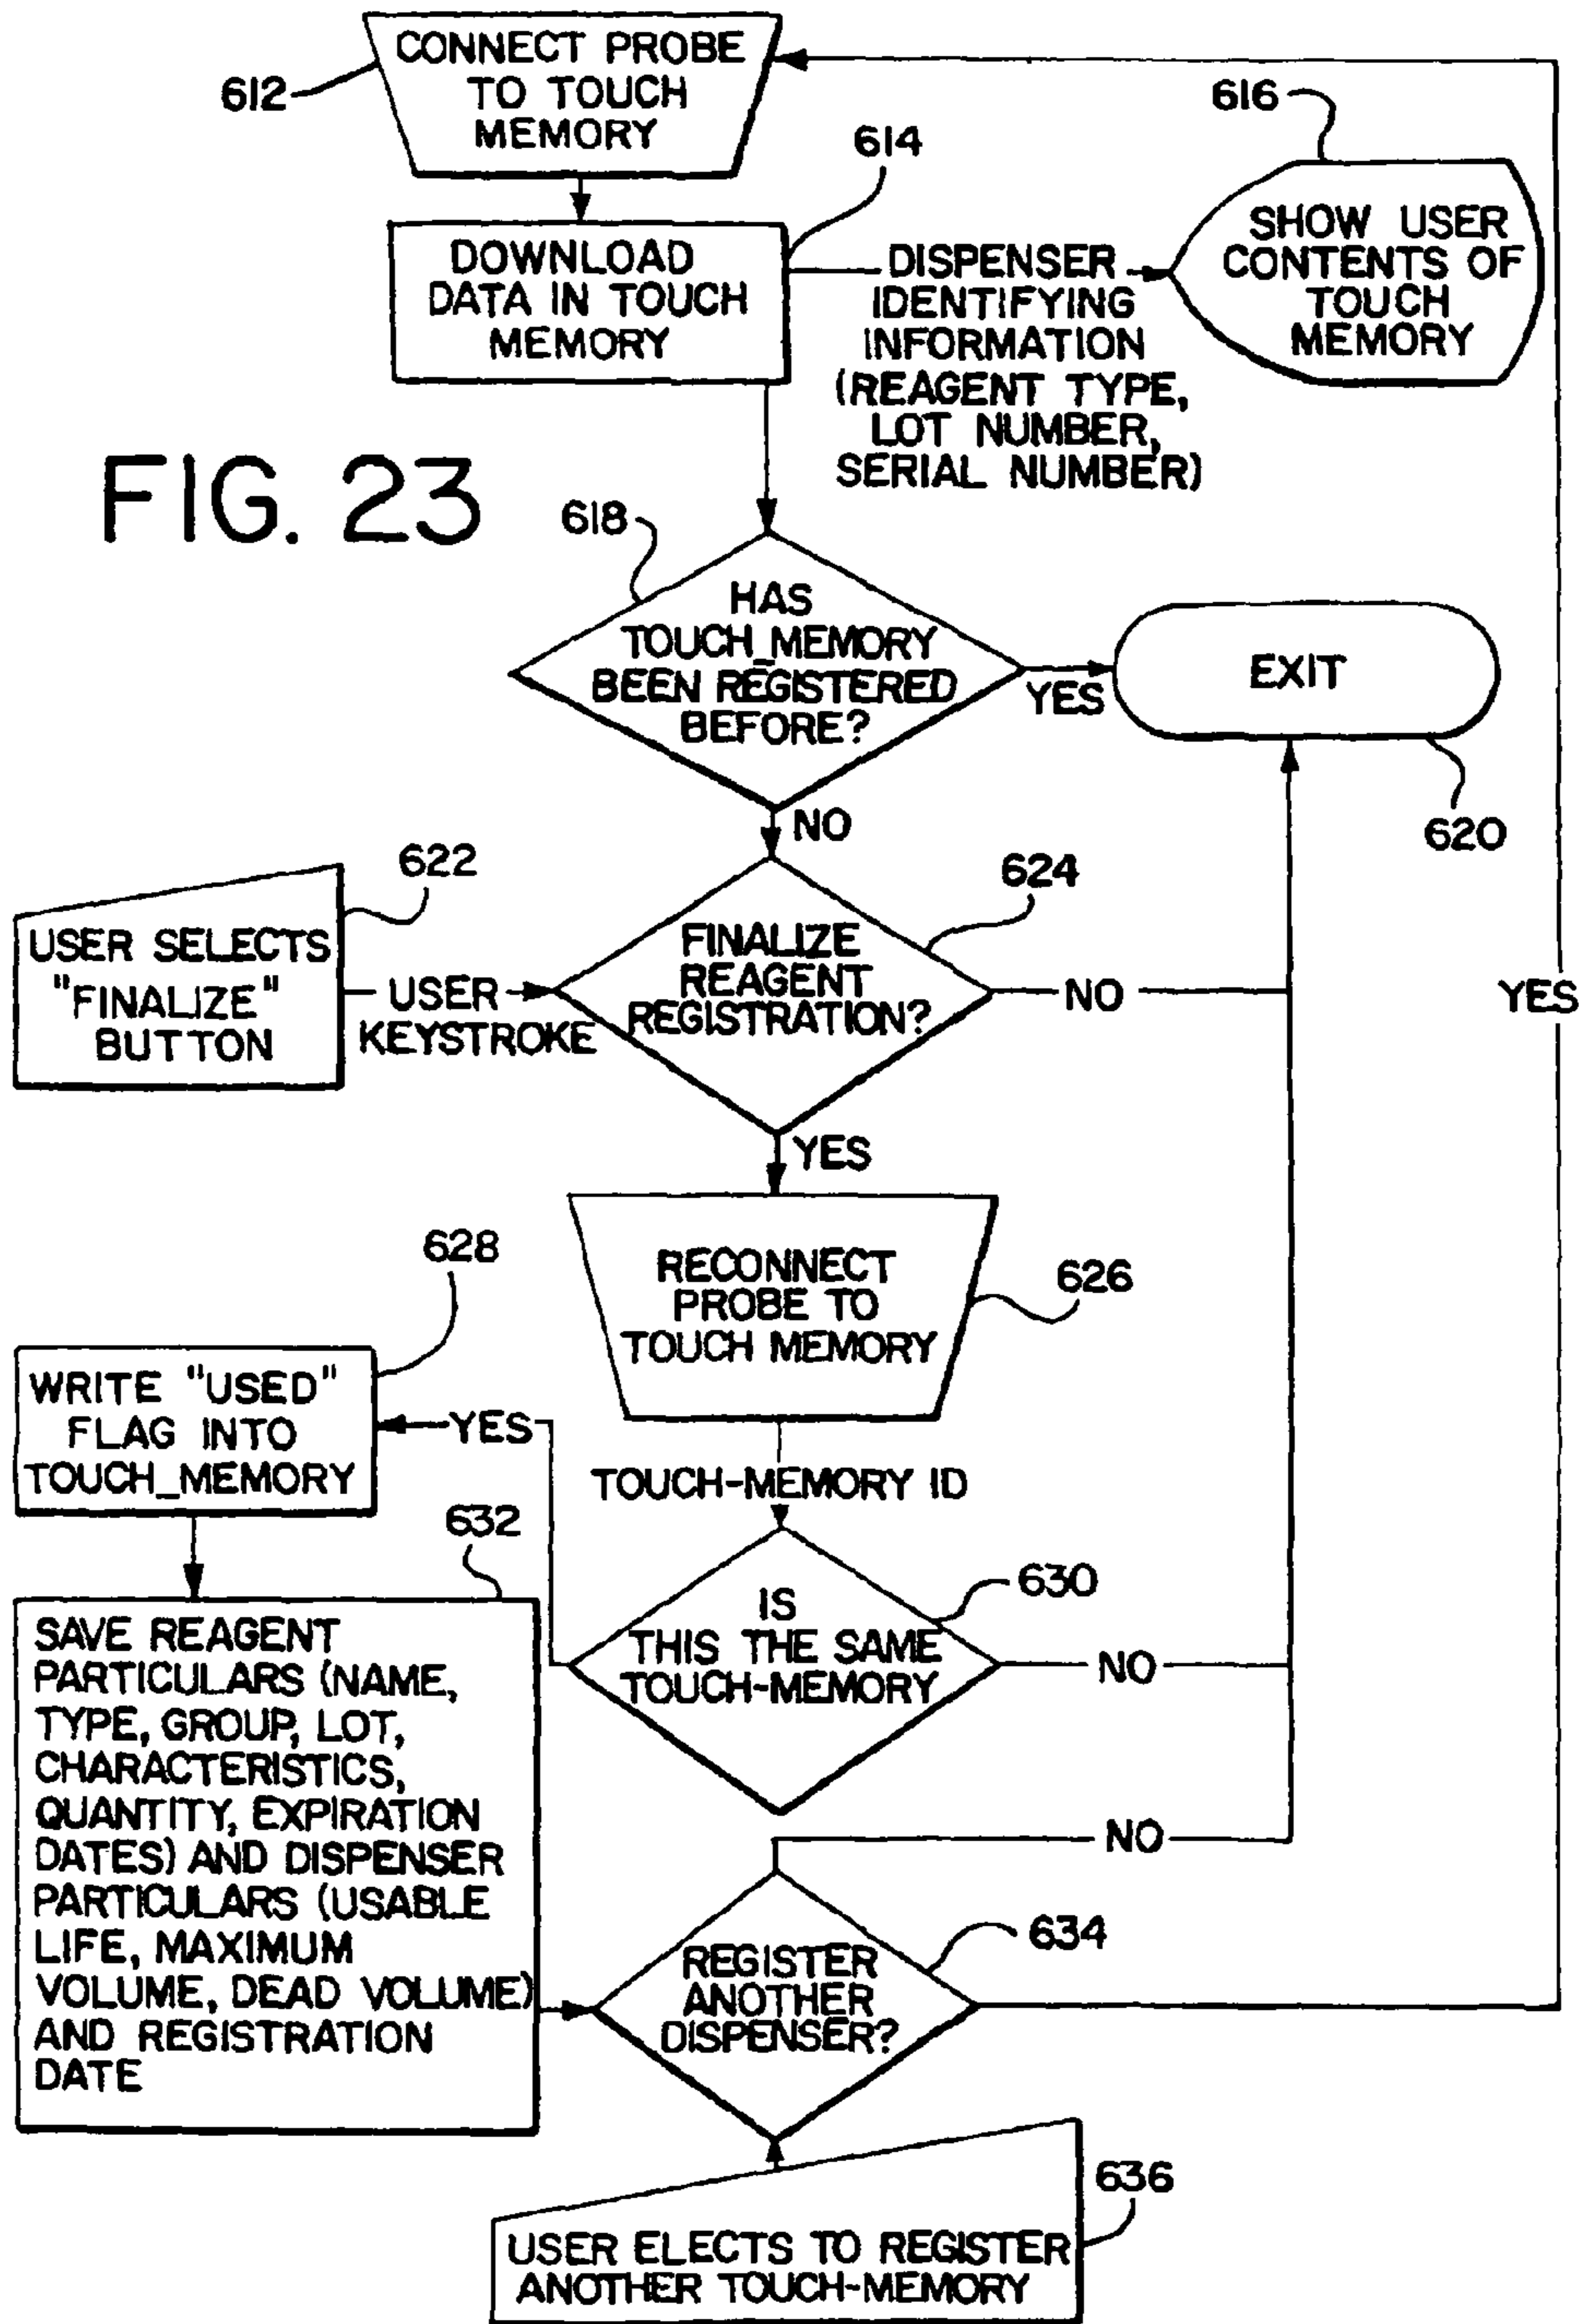 CONNECT PROBE
TO TOUCH
MEMORY
612
616
614
DOWNLOAD
DATA IN TOUCH
MEMORY
DISPENSER
IDENTIFYING
INFORMATION
(REAGENT TYPE,
LOT NUMBER,
SERIAL NUMBER)
SHOW USER
CONTENTS OF
TOUCH
MEMORY
FIG. 23
618
HAS
TOUCH_MEMORY
BEEN REGISTERED
BEFORE?
YES
EXIT
620
NO
622
USER SELECTS
"FINALIZE"
BUTTON
USER
KEYSTROKE
624
FINALIZE
REAGENT
REGISTRATION?
NO
YES
YES
RECONNECT
PROBE TO
TOUCH MEMORY
626
628
WRITE "USED"
FLAG INTO
TOUCH_MEMORY
YES
TOUCH-MEMORY ID
632
630
IS
THIS THE SAME
TOUCH-MEMORY
NO
SAVE REAGENT
PARTICULARS (NAME,
TYPE, GROUP, LOT,
CHARACTERISTICS,
QUANTITY, EXPIRATION
DATES) AND DISPENSER
PARTICULARS (USABLE
LIFE, MAXIMUM
VOLUME, DEAD VOLUME)
AND REGISTRATION
DATE
NO
634
REGISTER
ANOTHER
DISPENSER?
636
USER ELECTS TO REGISTER
ANOTHER TOUCH-MEMORY